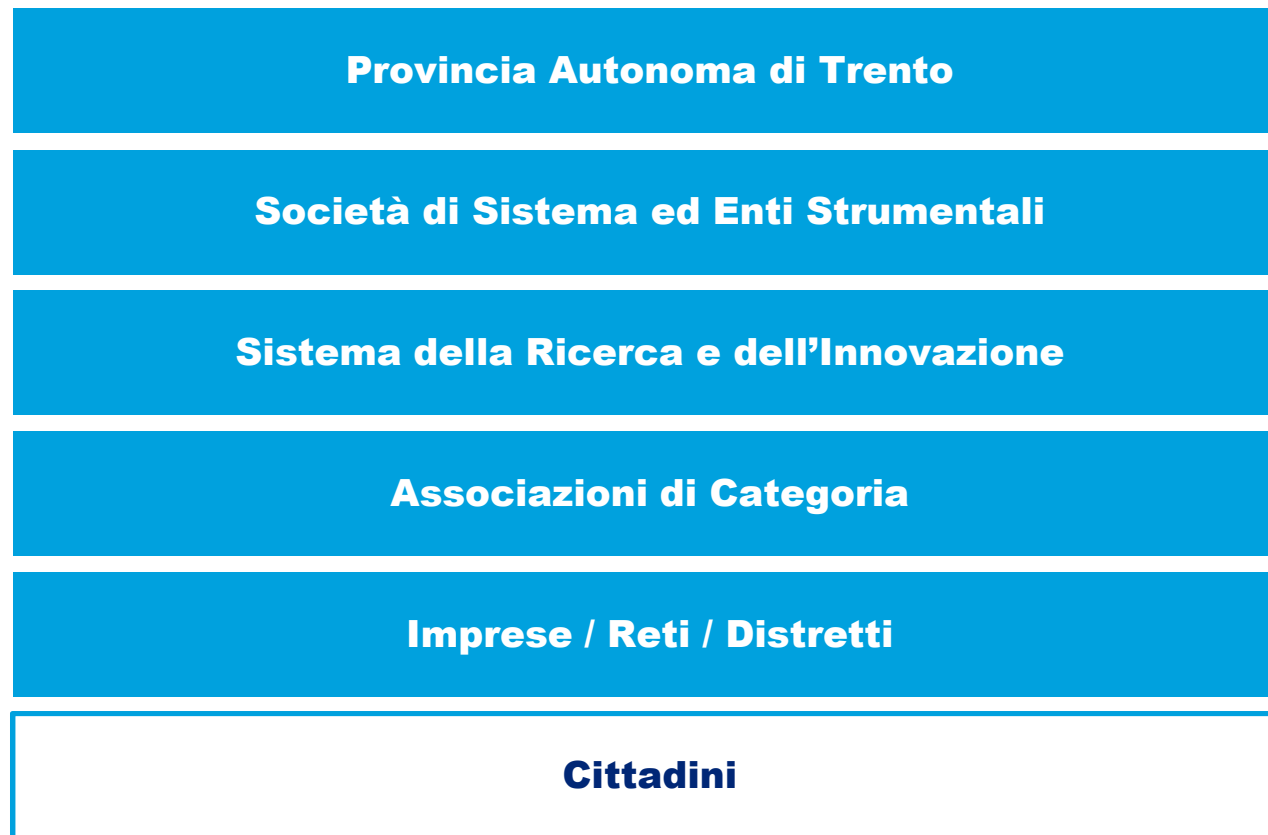 Provincia Autonoma di Trento
Società di Sistema ed Enti Strumentali
Sistema della Ricerca e dell’Innovazione
Associazioni di Categoria
Imprese / Reti / Distretti
Cittadini